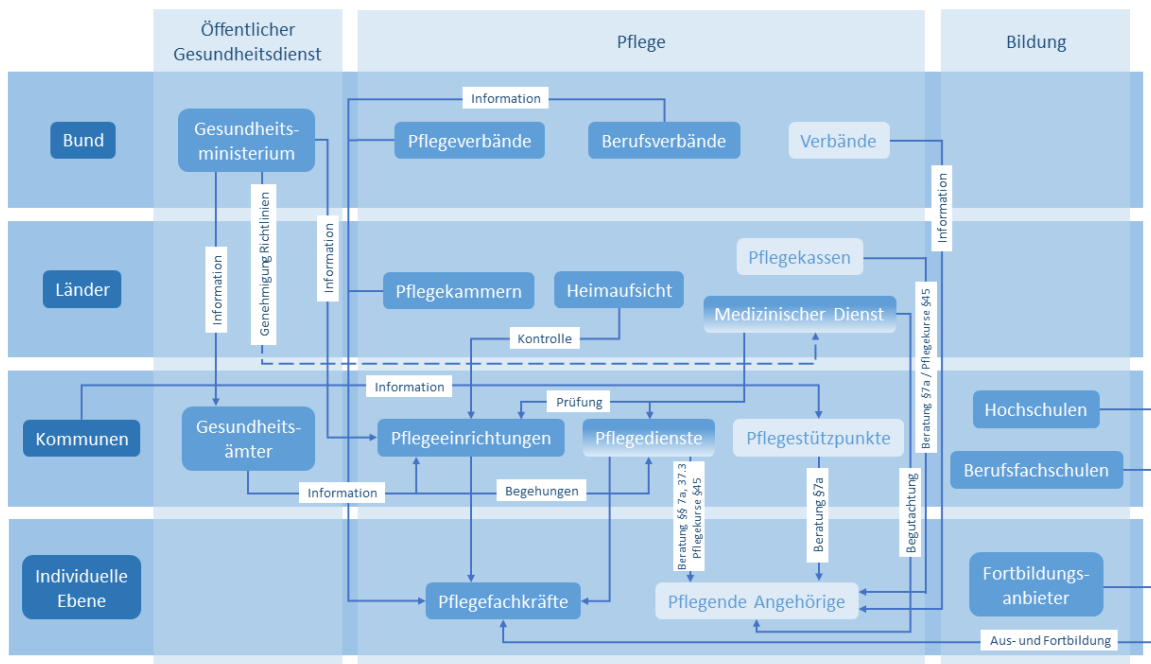 Öffentlicher
Gesundheitsdienst
Pflege
Bildung
Bund
Gesundheits-
ministerium
Information
Pflegeverbände
Berufsverbände
Verbände
Genehmigung Richtlinien
Information
Information
Information
Länder
Pflegekammern
Heimaufsicht
Pflegekassen
Medizinischer Dienst
Kontrolle
Beratung §7a / Pflegekurse §45
Kommunen
Information
Gesundheits-
ämter
Prüfung
Pflegeeinrichtungen
Pflegedienste
Pflegestützpunkte
Hochschulen
Berufsfachschulen
Information
Begehungen
Beratung §§ 7a, 37.3
Pflegekurse §45
Beratung §7a
Begutachtung
Individuelle
Ebene
Pflegefachkräfte
Pflegende Angehörige
Fortbildungs-
anbieter
Aus- und Fortbildung